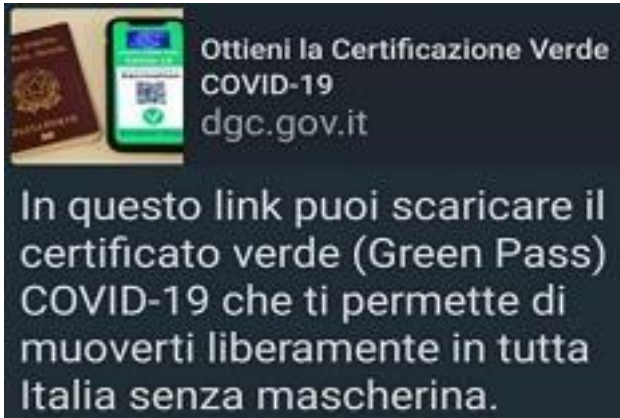 Ottieni la Certificazione Verde
COVID-19
dgc.gov.it
In questo link puoi scaricare il
certificato verde (Green Pass)
COVID-19 che ti permette di
muoverti liberamente in tutta
Italia senza mascherina.